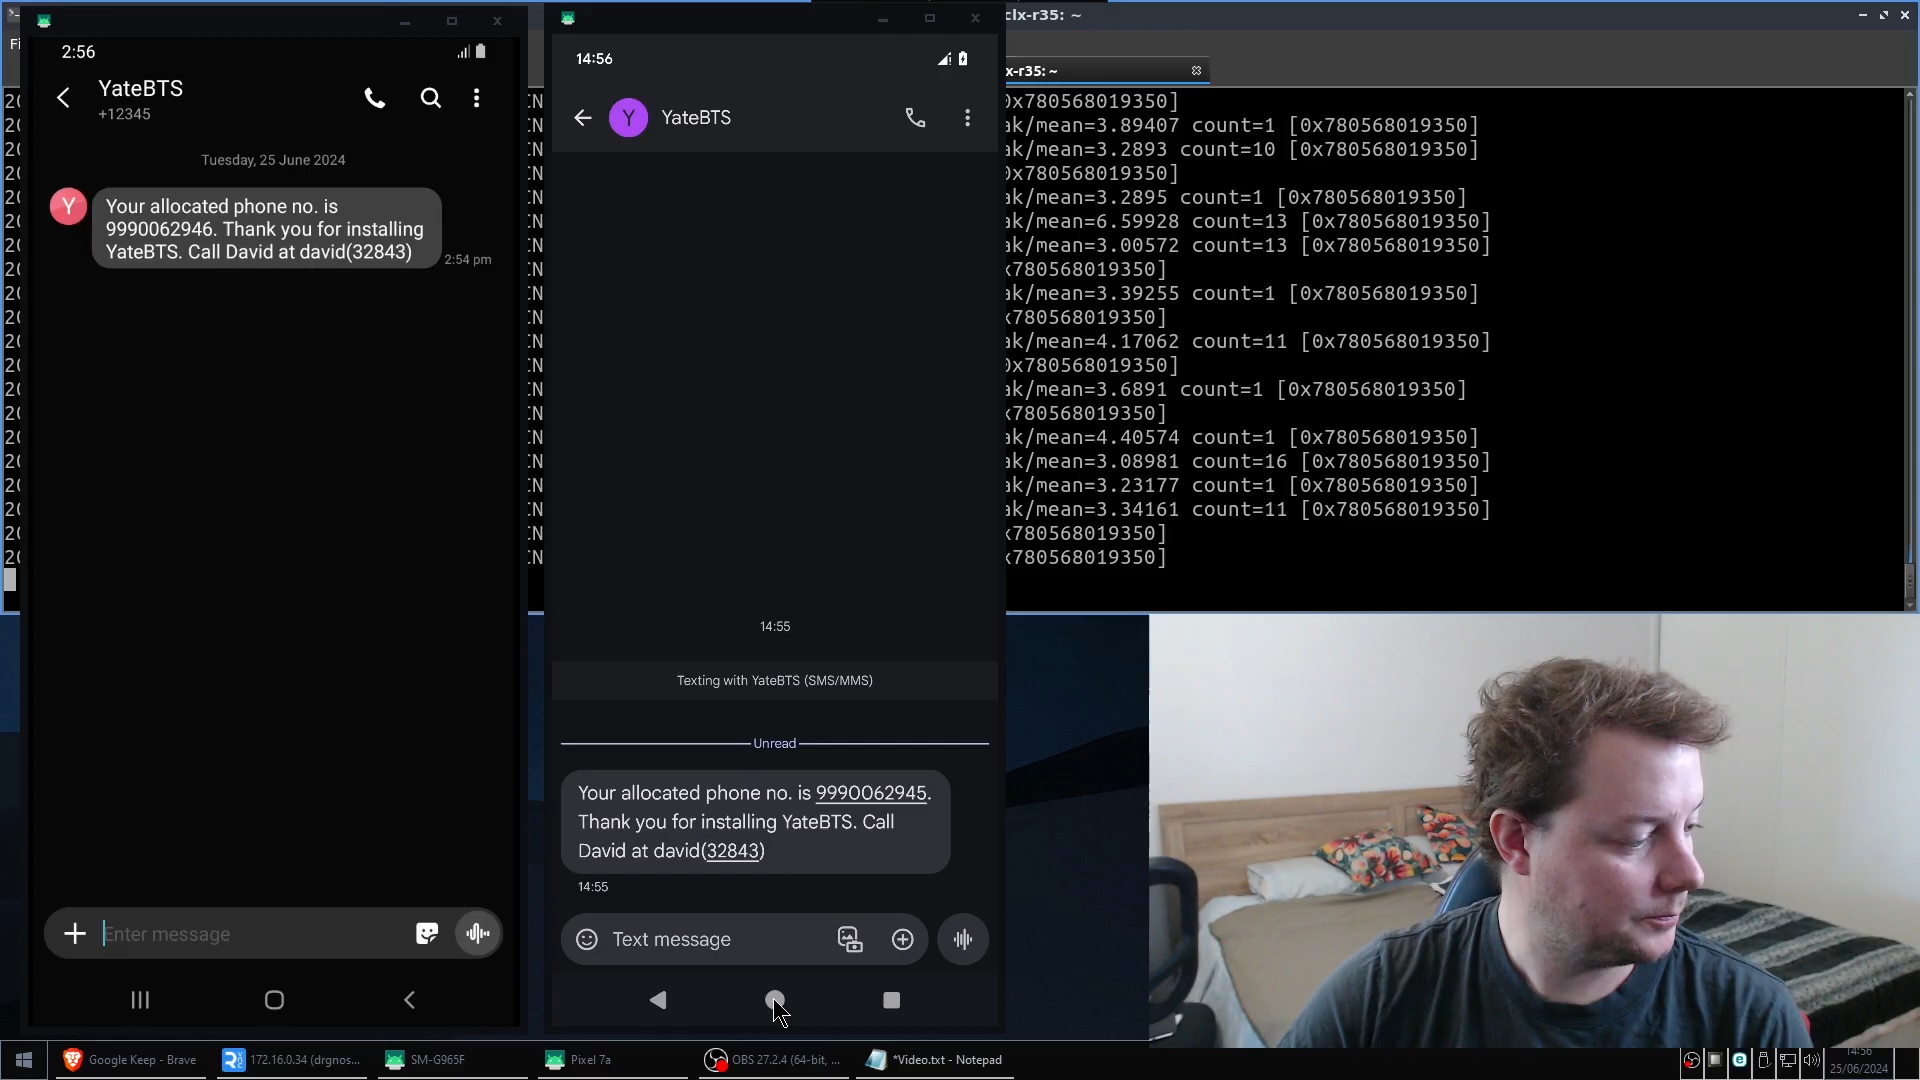 2:56
YateBTS
+12345
Tuesday, 25 June 2024
Y
Your allocated phone no. is
9990062946. Thank you for installing
YateBTS. Call David at david(32843)
2:54 pm
Enter message
14:56
Y
YateBTS
14:55
Texting with YateBTS (SMS/MMS)
Unread
Your allocated phone no. is 9990062945.
Thank you for installing YateBTS. Call
David at david(32843)
14:55
Text message
clx-r35: ~
x-r35: ~
0x780568019350]
ak/mean=3.89407 count=1 [0x780568019350]
ak/mean=3.2893 count=10 [0x780568019350]
0x780568019350]
ak/mean=3.2895 count=1 [0x780568019350]
ak/mean=6.59928 count=13 [0x780568019350]
ak/mean=3.00572 count=13 [0x780568019350]
x780568019350]
ak/mean=3.39255 count=1 [0x780568019350]
x780568019350]
ak/mean=4.17062 count=11 [0x780568019350]
0x780568019350]
ak/mean=3.6891 count=1 [0x780568019350]
x780568019350]
ak/mean=4.40574 count=1 [0x780568019350]
ak/mean=3.08981 count=16 [0x780568019350]
ak/mean=3.23177 count=1 [0x780568019350]
ak/mean=3.34161 count=11 [0x780568019350]
x780568019350]
x780568019350]
Google Keep - Brave
172.16.0.34 (drgnos...
SM-G965F
Pixel 7a
OBS 27.2.4 (64-bit, ...
*Video.txt - Notepad
14:56
25/06/2024